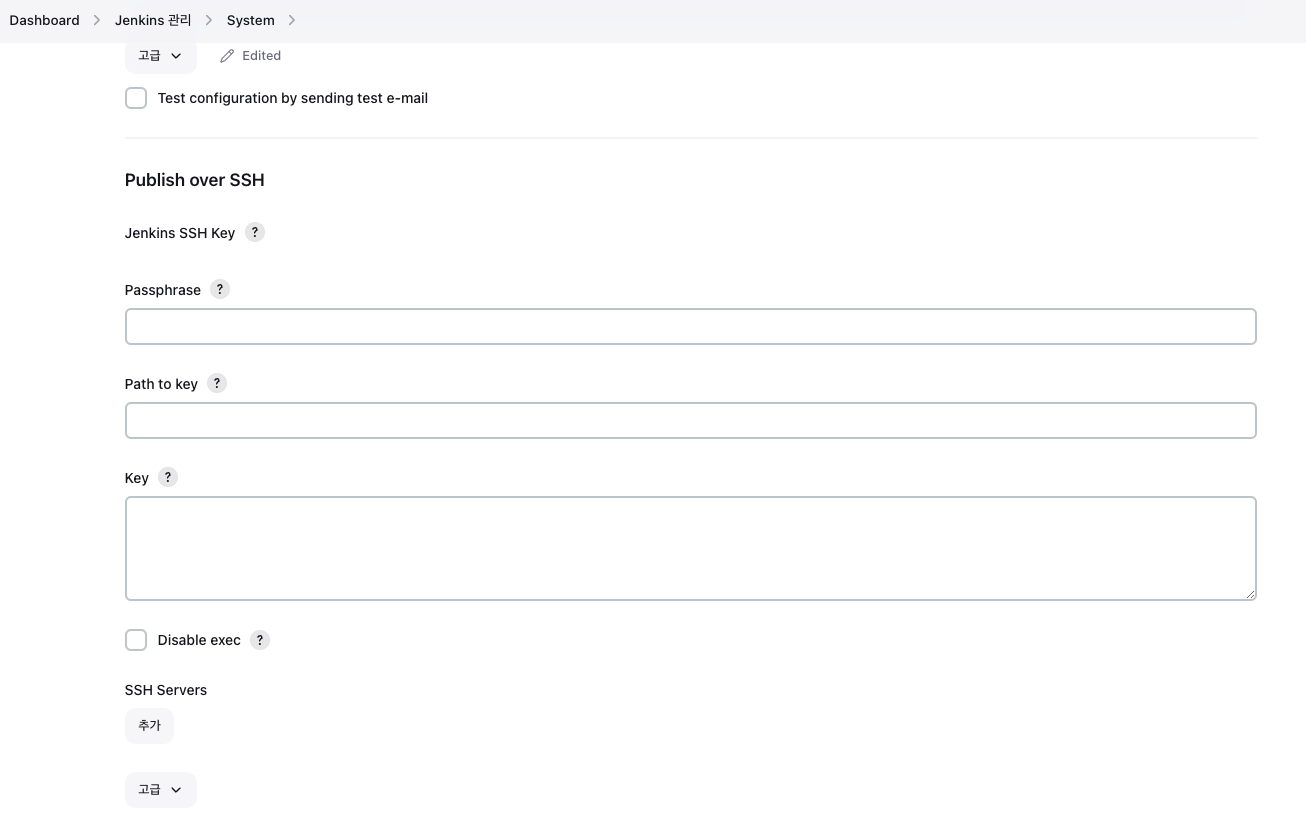 Dashboard > Jenkins 관리 > System >
고급 Edited
Test configuration by sending test e-mail
Publish over SSH
Jenkins SSH Key ?
Passphrase ?
Path to key ?
Key ?
Disable exec ?
SSH Servers
추가
고급